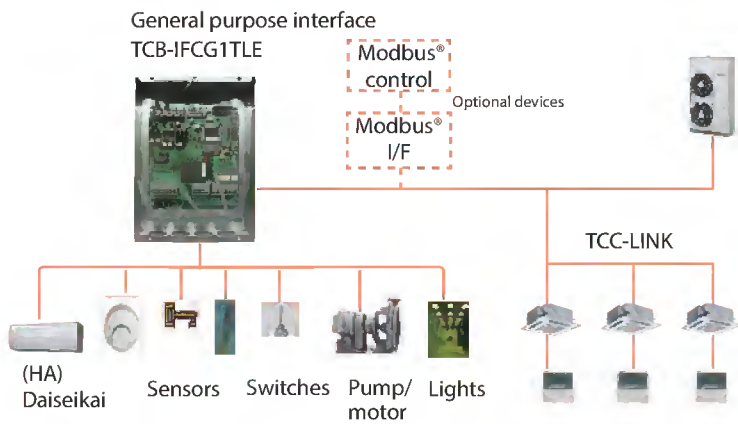 General purpose interface
TCB-IFCG1TLE
Modbus®
control
Optional devices
Modbus®
I/F
TCC-LINK
(HA)
Daiseikai
Sensors
Switches
Pump/
motor
Lights